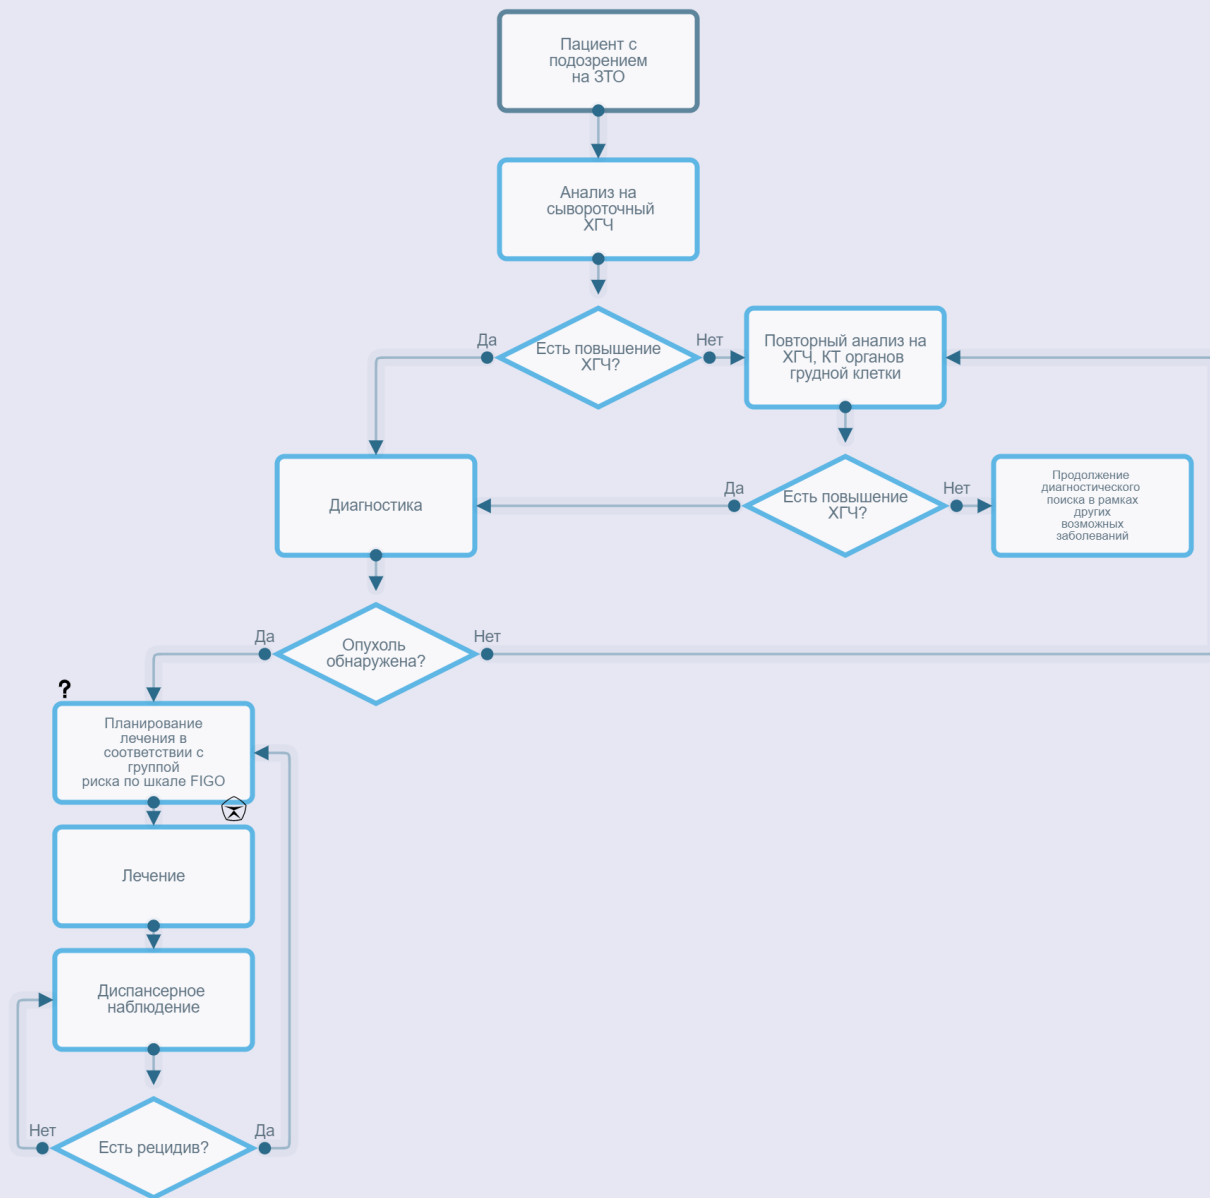 Пациент с
подозрением
на ЗТО
Анализ на
сывороточный
ХГЧ
Да
Есть повышение
ХГЧ?
Нет
Повторный анализ на
ХГЧ, КТ органов
грудной клетки
Диагностика
Да
Есть повышение
ХГЧ?
Нет
Продолжение
диагностического
поиска в рамках
других
возможных
заболеваний
Да
Опухоль
обнаружена?
Нет
?
Планирование
лечения в
соответствии с
группой
риска по шкале FIGO
Лечение
Диспансерное
наблюдение
Нет
Есть рецидив?
Да